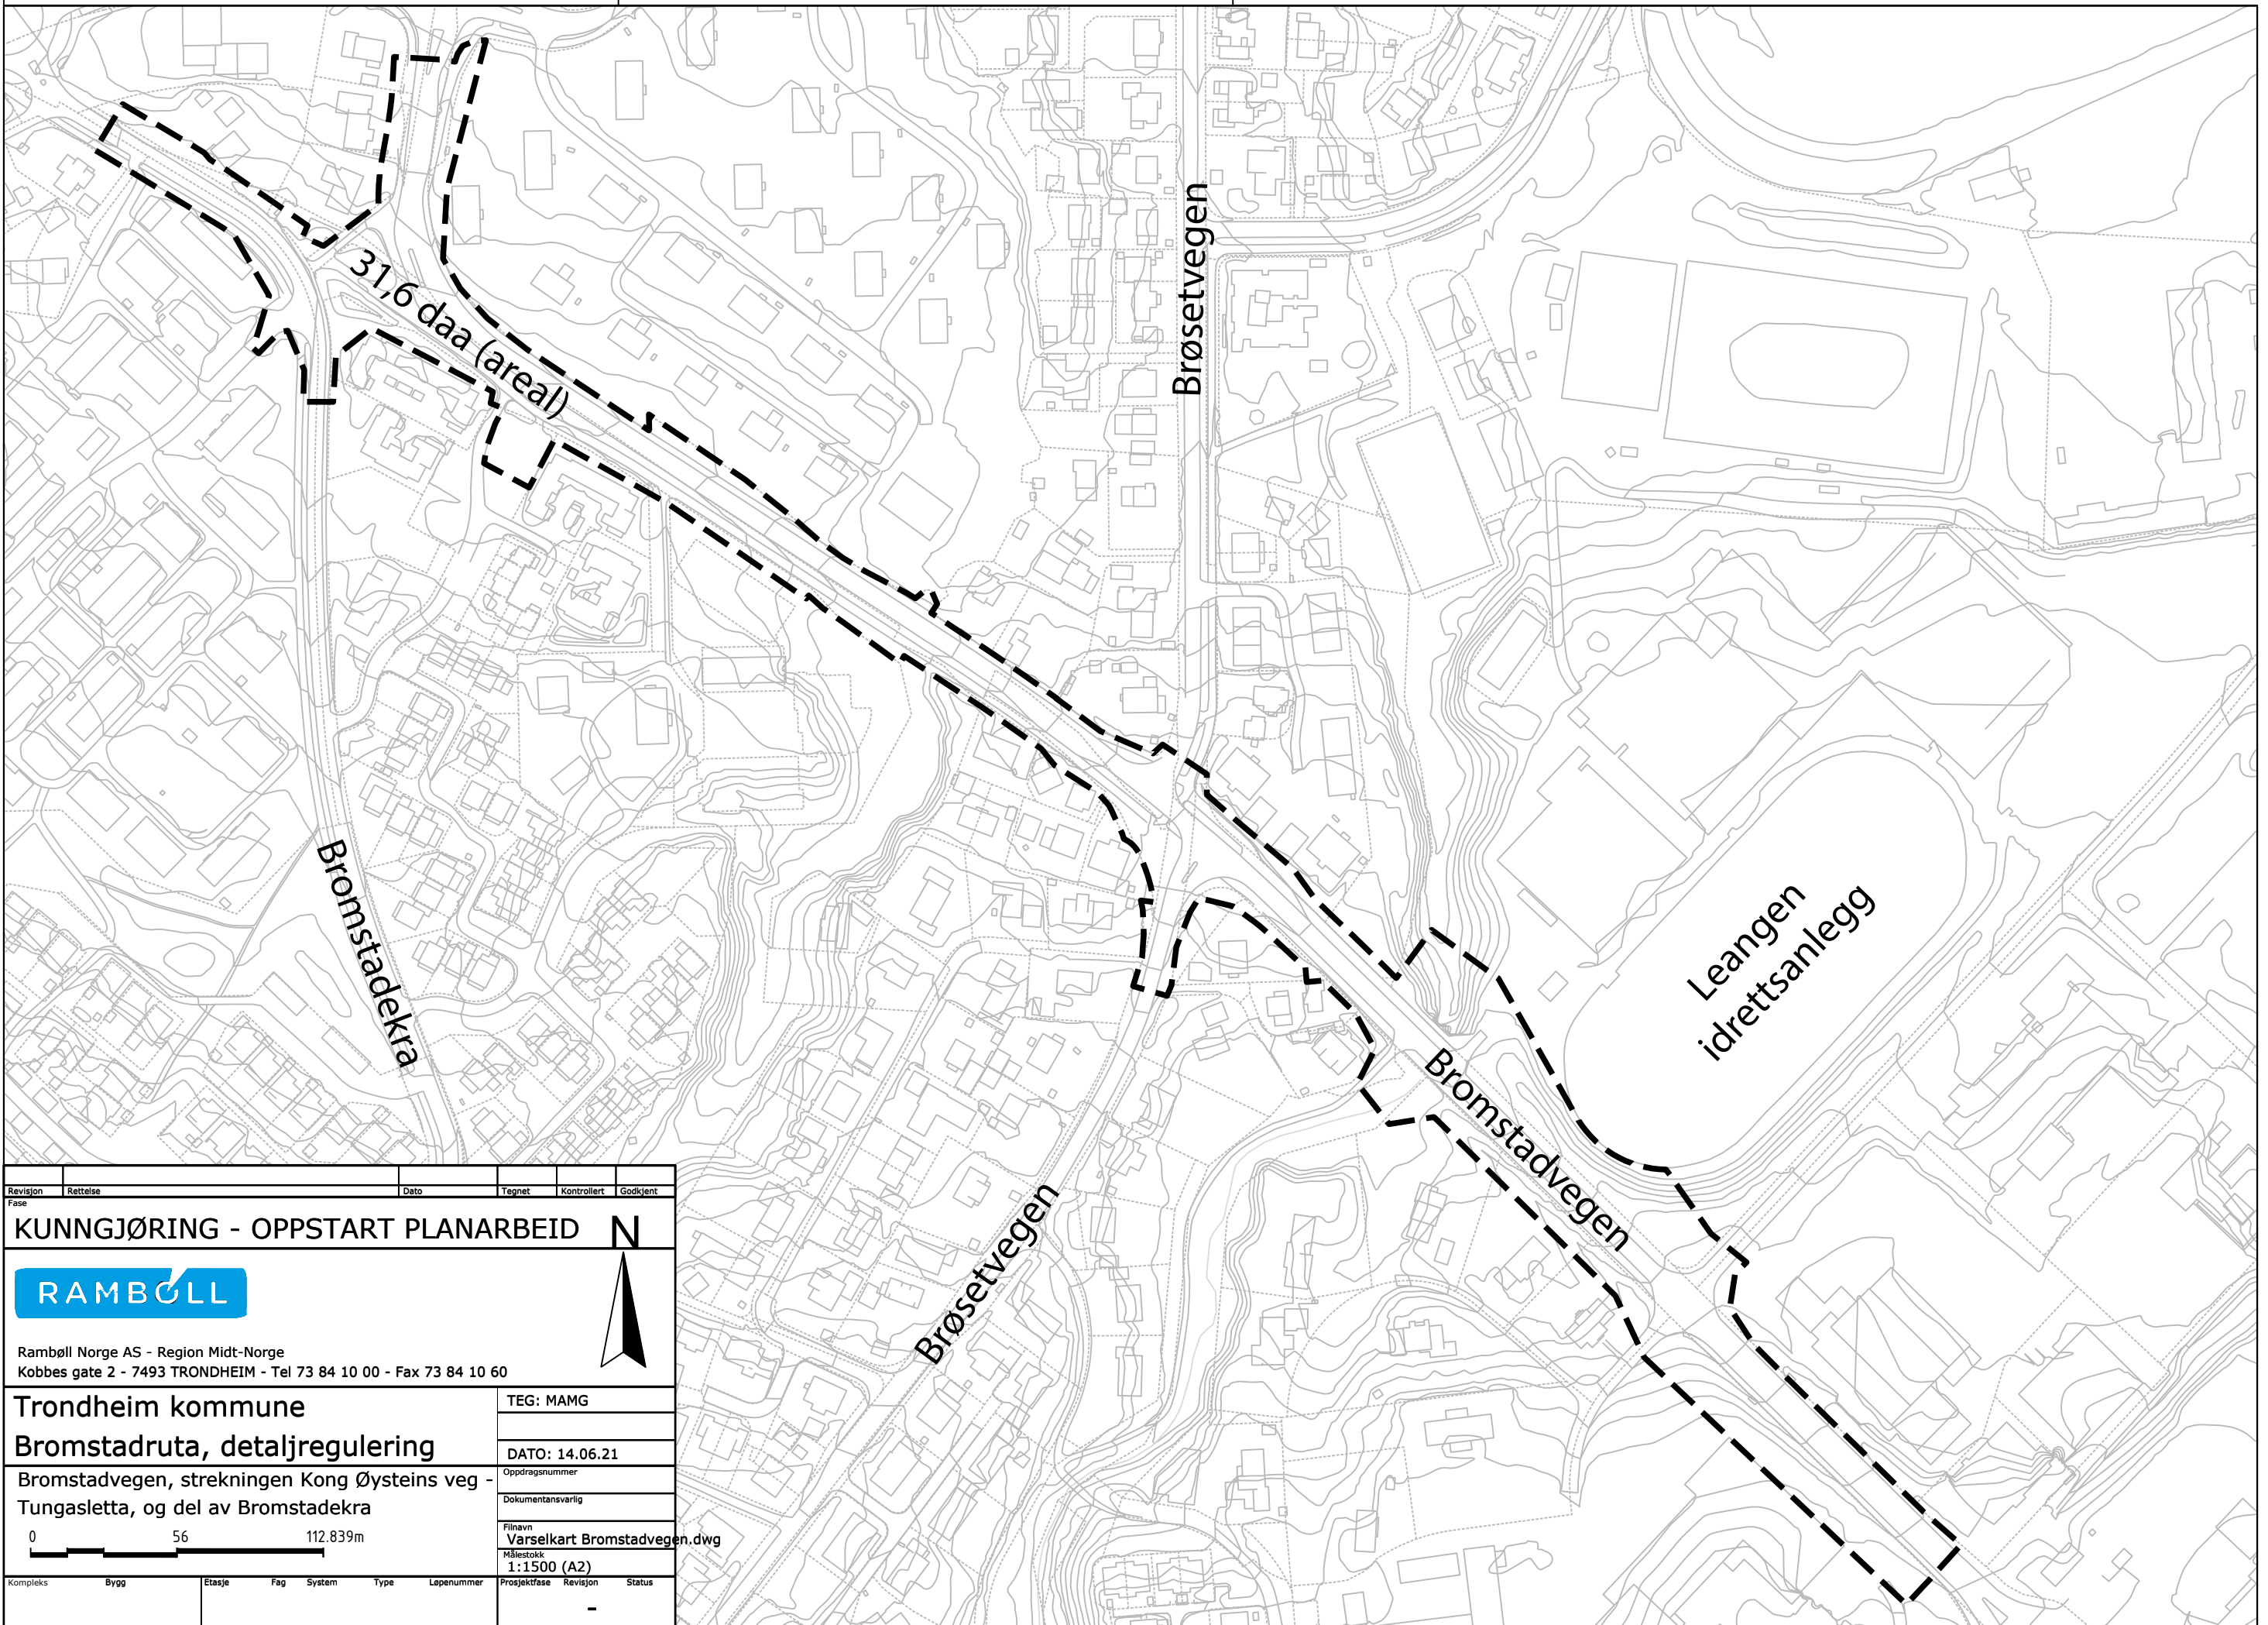 31,6 daa (areal)
Brøsetvegen
Bromstadekra
Leangen
idrettsanlegg
Bromstadvegen
Brøsetvegen
Revisjon Rettelse Dato Tegnet Kontrollert Godkjent
Fase
KUNNGJØRING - OPPSTART PLANARBEID N
RAMBOLL
Rambøll Norge AS - Region Midt-Norge
Kobbes gate 2 - 7493 TRONDHEIM - Tel 73 84 10 00 - Fax 73 84 10 60
Trondheim kommune
TEG: MAMG
Bromstadruta, detaljregulering
DATO: 14.06.21
Bromstadvegen, strekningen Kong Øysteins veg -
Tungasletta, og del av Bromstadekra
Oppdragsnummer
Dokumentansvarlig
0 56 112.839m
Filnavn
Varselkart Bromstadvegen.dwg
Målestokk
1:1500 (A2)
Kompleks Bygg Etasje Fag System Type Løpenummer Prosjektfase Revisjon Status
-